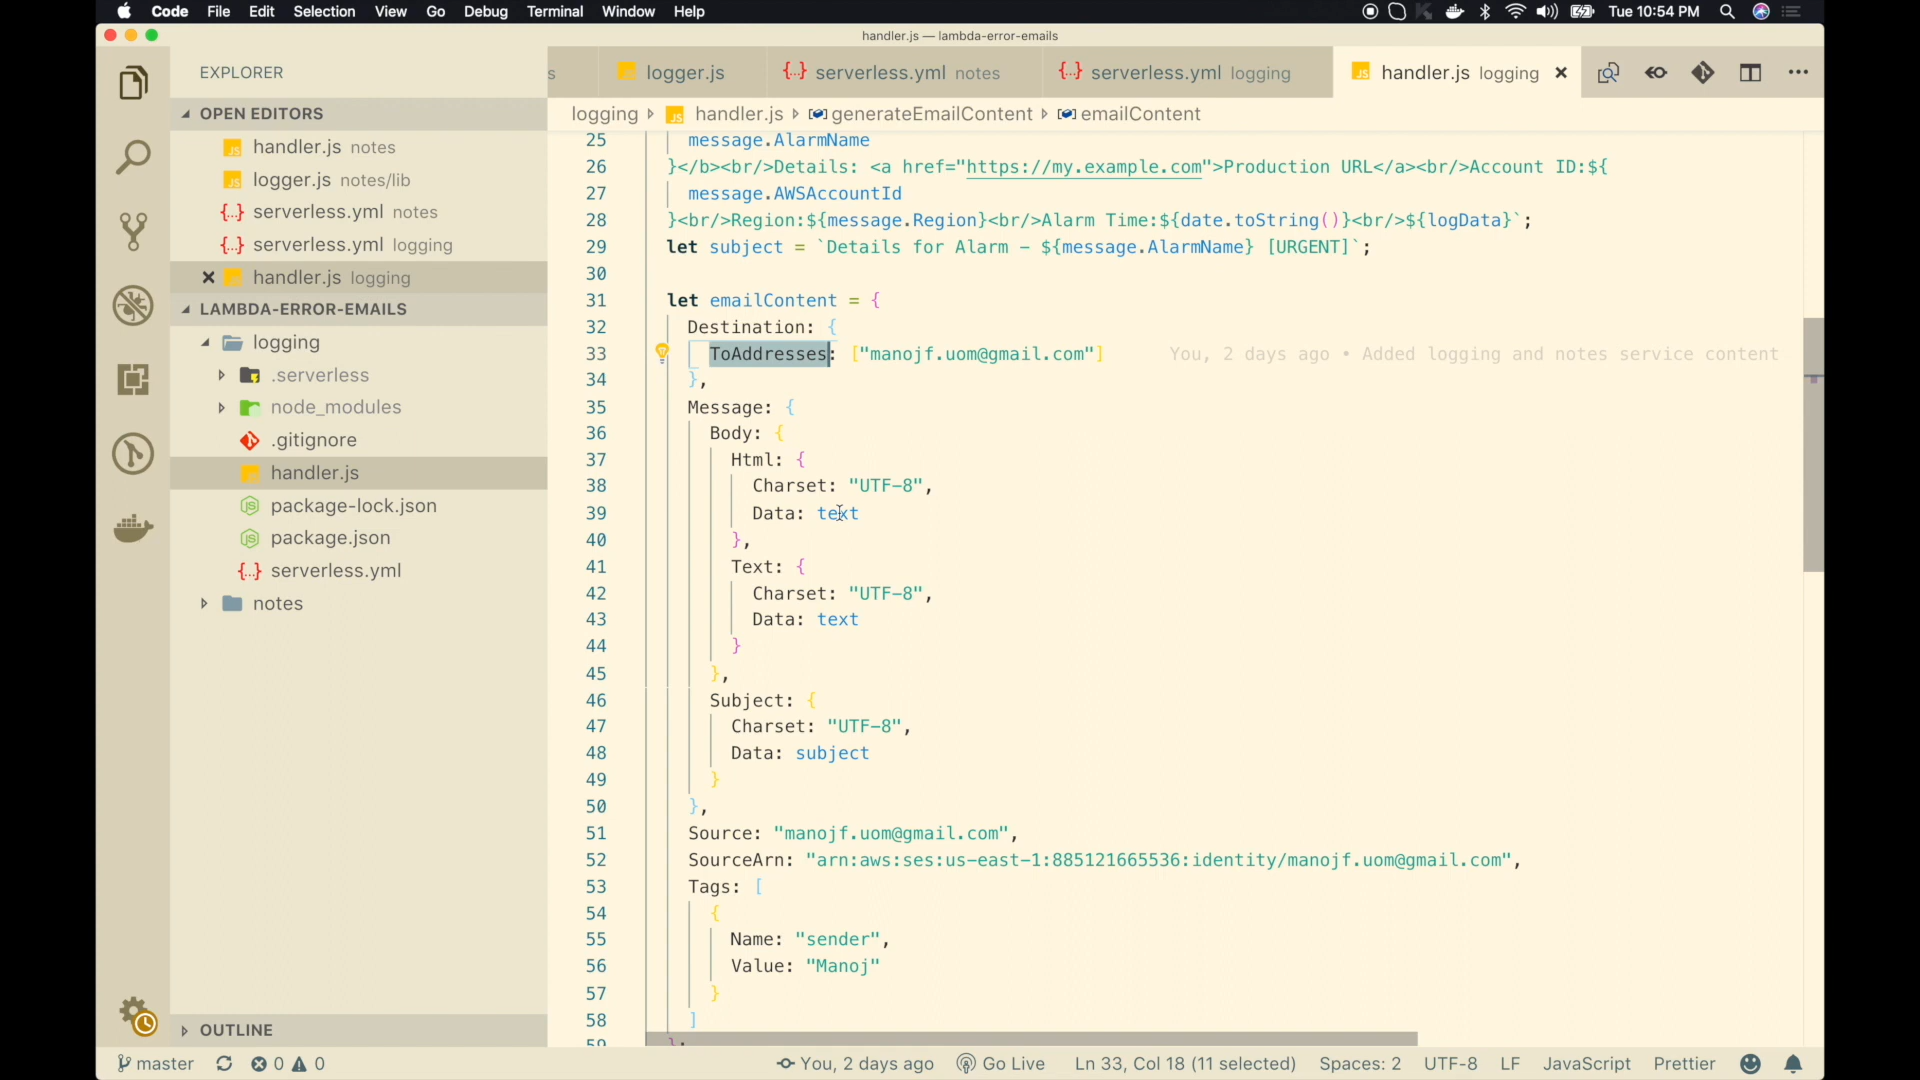 Code File Edit Selection View Go Debug Terminal Window Help Tue 10:54 PM
handler.js — lambda-error-emails
EXPLORER
OPEN EDITORS
handler.js notes
logger.js notes/lib
serverless.yml notes
serverless.yml logging
handler.js logging
LAMBDA-ERROR-EMAILS
logging
.serverless
node_modules
.gitignore
handler.js
package-lock.json
package.json
serverless.yml
notes
OUTLINE
s logger.js serverless.yml notes serverless.yml logging handler.js logging
logging handler.js generateEmailContent emailContent
25 message.AlarmName
26 }</b><br/>Details: <a href="https://my.example.com">Production URL</a><br/>Account ID:${
27 message.AWSAccountId
28 }<br/>Region:${message.Region}<br/>Alarm Time:${date.toString()}<br/>${logData}`;
29 let subject = `Details for Alarm - ${message.AlarmName} [URGENT]`;
30
31 let emailContent = {
32 Destination: {
33 ToAddresses: ["manojf.uom@gmail.com"] You, 2 days ago • Added logging and notes service content
34 },
35 Message: {
36 Body: {
37 Html: {
38 Charset: "UTF-8",
39 Data: text
40 },
41 Text: {
42 Charset: "UTF-8",
43 Data: text
44 }
45 },
46 Subject: {
47 Charset: "UTF-8",
48 Data: subject
49 }
50 },
51 Source: "manojf.uom@gmail.com",
52 SourceArn: "arn:aws:ses:us-east-1:885121665536:identity/manojf.uom@gmail.com",
53 Tags: [
54 {
55 Name: "sender",
56 Value: "Manoj"
57 }
58 ]
59 };
master 0 0 You, 2 days ago Go Live Ln 33, Col 18 (11 selected) Spaces: 2 UTF-8 LF JavaScript Prettier